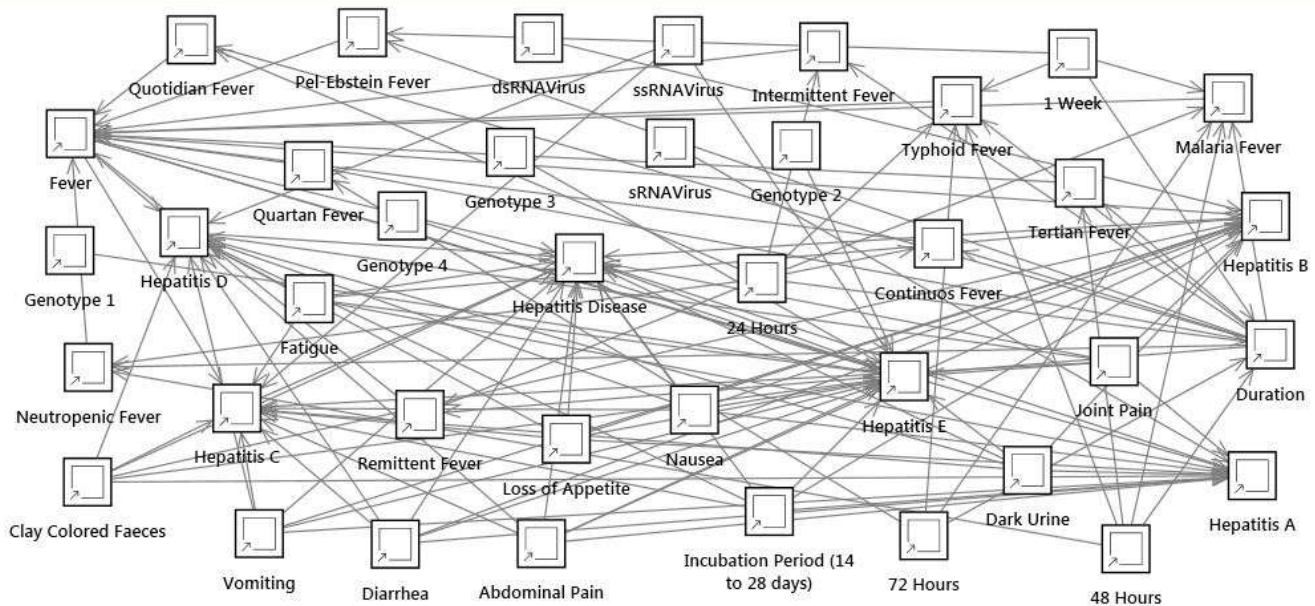 Quotidian Fever
Pel-Ebstein Fever
dsRNAVirus
ssRNAVirus
Intermittent Fever
1 Week
Fever
Quartan Fever
Genotype 3
sRNAVirus
Genotype 2
Typhoid Fever
Malaria Fever
Genotype 1
Hepatitis D
Genotype 4
Hepatitis Disease
24 Hours
Continuos Fever
Tertian Fever
Hepatitis B
Neutropenic Fever
Fatigue
Hepatitis C
Remittent Fever
Loss of Appetite
Nausea
Hepatitis E
Joint Pain
Duration
Clay Colored Faeces
Vomiting
Diarrhea
Abdominal Pain
Incubation Period (14
to 28 days)
72 Hours
Dark Urine
48 Hours
Hepatitis A